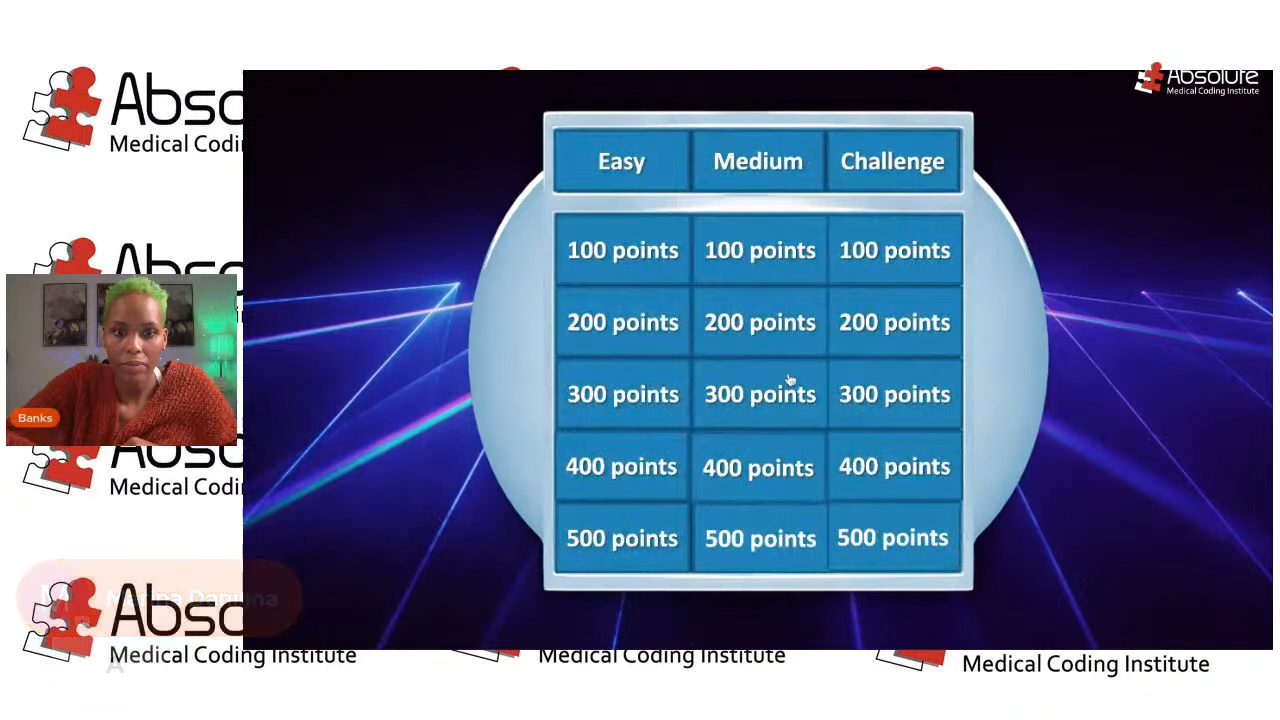 Abso
Medical Codi
Absolute
Medical Coding Institute
Easy Medium Challenge
100 points 100 points 100 points
200 points 200 points 200 points
300 points 300 points 300 points
400 points 400 points 400 points
500 points 500 points 500 points
Banks
Medical Codi
Abso
Medical Coding Institute
Medical Coding Institute
Medical Coding Institute
A